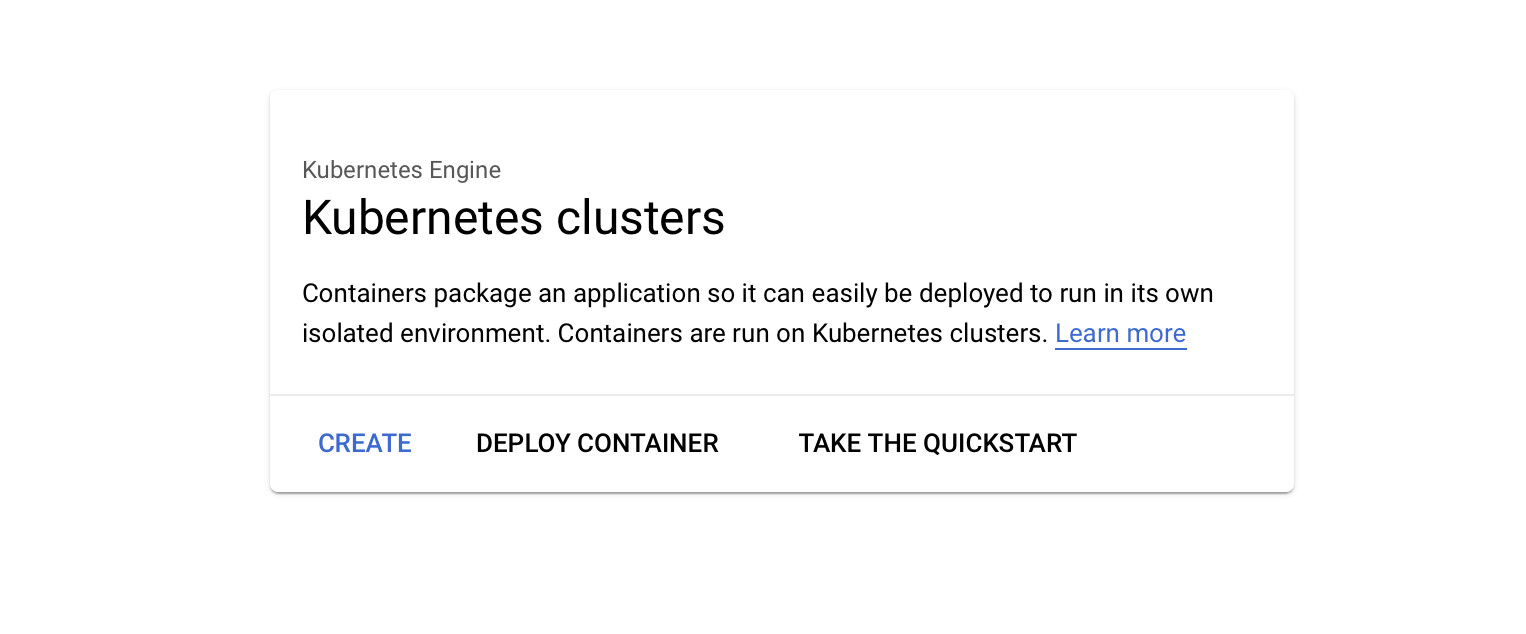 Kubernetes Engine
Kubernetes clusters
Containers package an application so it can easily be deployed to run in its own
isolated environment. Containers are run on Kubernetes clusters. Learn more
CREATE DEPLOY CONTAINER TAKE THE QUICKSTART